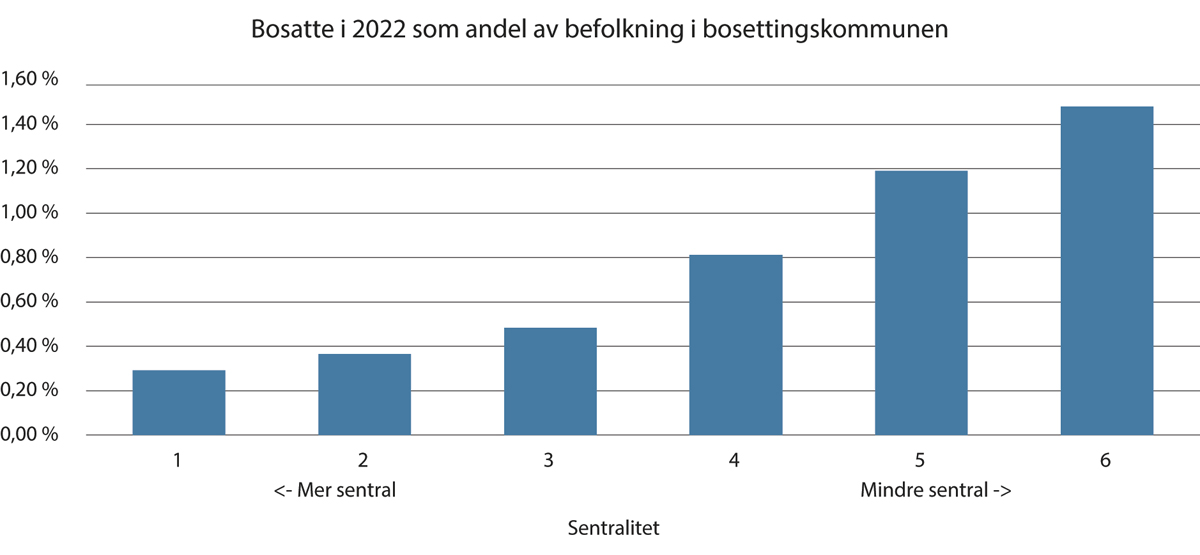 Bosatte i 2022 som andel av befolkning i bosettingskommunen
1,60 %
1,40 %
1,20 %
1,00 %
0,80 %
0,60 %
0,40 %
0,20 %
0,00 %
1 2 3 4 5 6
<- Mer sentral Mindre sentral ->
Sentralitet